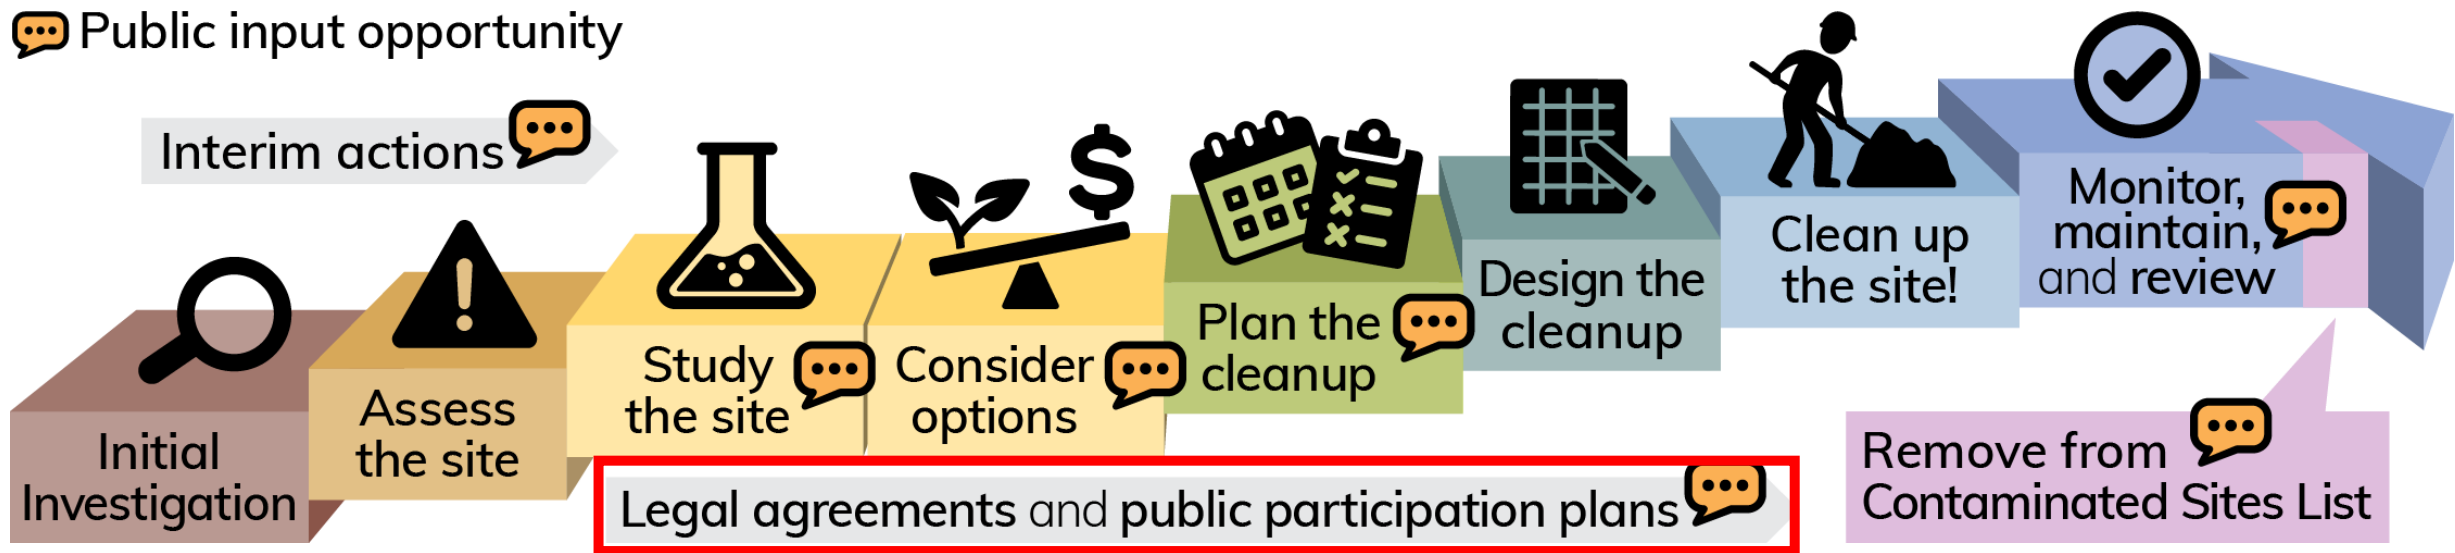 Public input opportunity
Interim actions
Initial
Investigation
Assess
the site
Study
the site
Consider
options
Plan the
cleanup
Design the
cleanup
Clean up
the site!
Monitor,
maintain,
and review
Legal agreements and public participation plans
Remove from
Contaminated Sites List